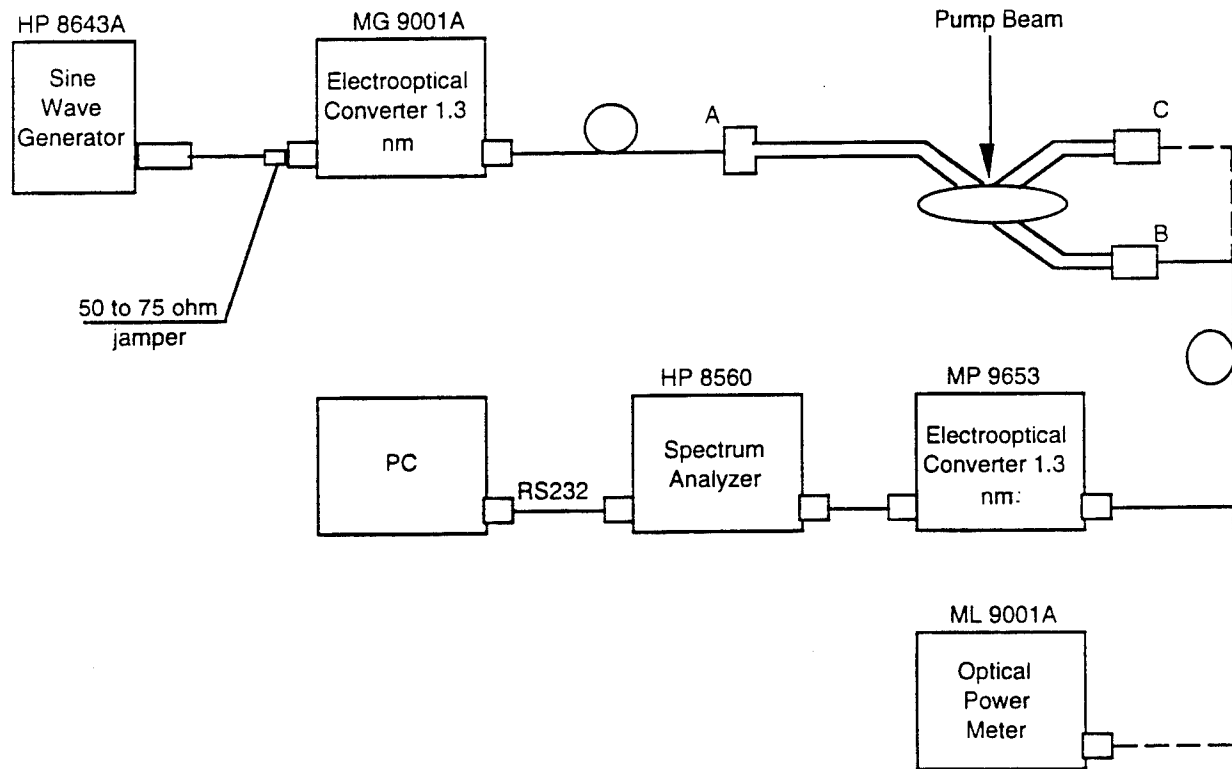 HP 8643A
Sine
Wave
Generator
MG 9001A
Electrooptical
Converter 1.3
nm
Pump Beam
A
C
B
50 to 75 ohm
jamper
PC
RS232
HP 8560
Spectrum
Analyzer
MP 9653
Electrooptical
Converter 1.3
nm:
ML 9001A
Optical
Power
Meter